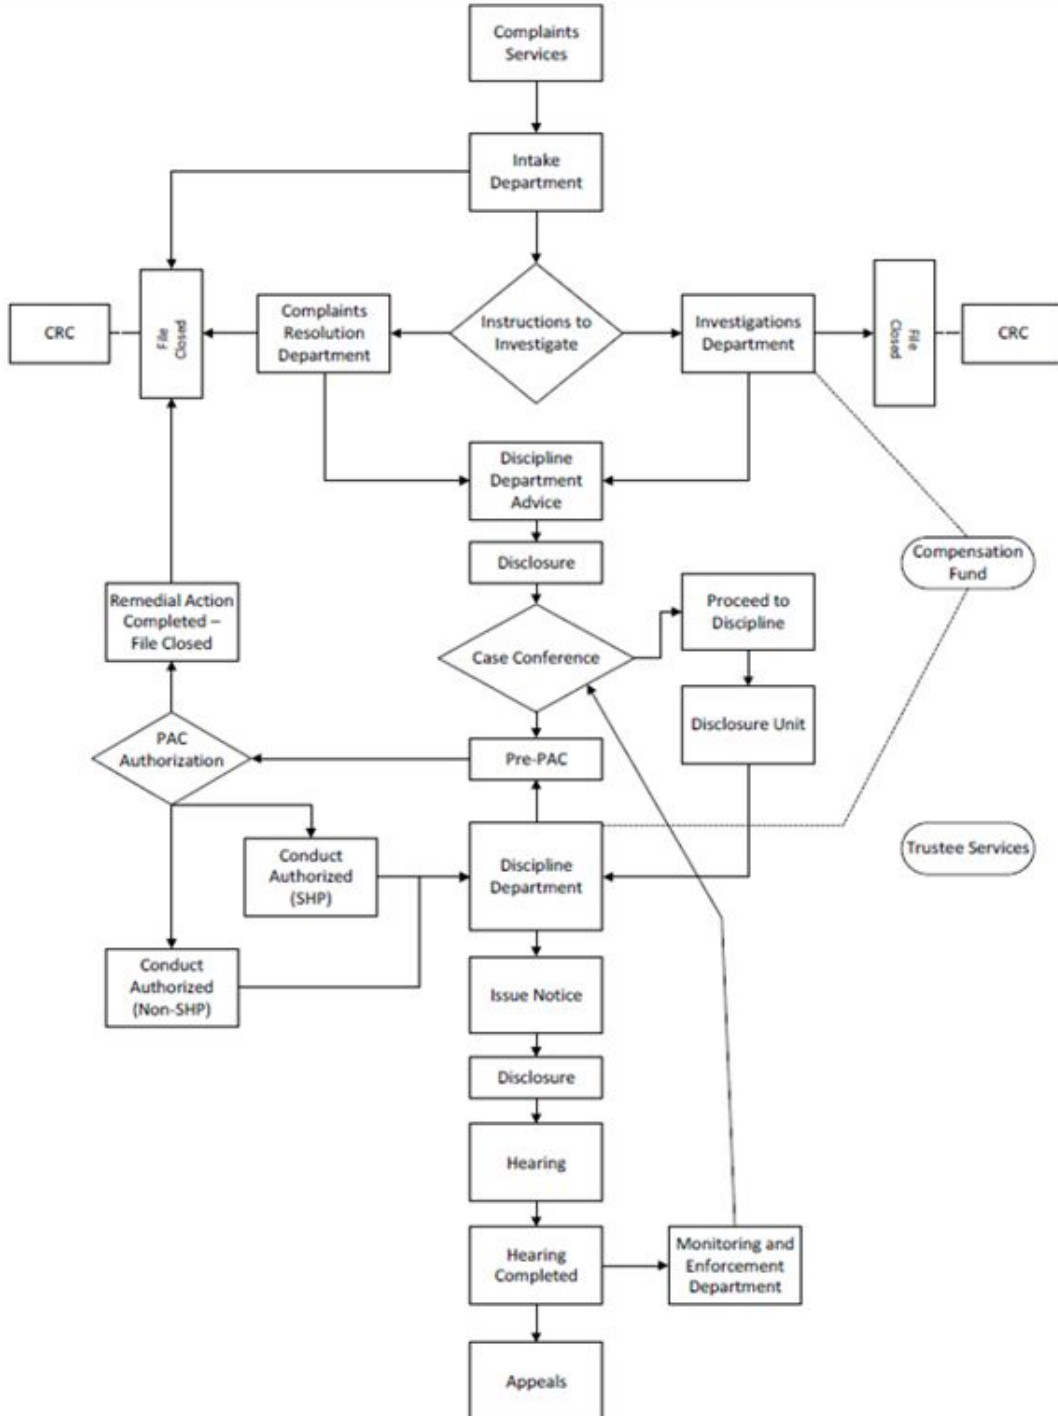 Complaints
Services
Intake
Department
CRC
File
Closed
Complaints
Resolution
Department
Instructions to
Investigate
Investigations
Department
File
Closed
CRC
Discipline
Department
Advice
Disclosure
Compensation
Fund
Remedial Action
Completed –
File Closed
Proceed to
Discipline
Case Conference
Disclosure Unit
PAC
Authorization
Pre-PAC
Conduct
Authorized
(SHP)
Discipline
Department
Trustee Services
Conduct
Authorized
(Non-SHP)
Issue Notice
Disclosure
Hearing
Hearing
Completed
Monitoring and
Enforcement
Department
Appeals